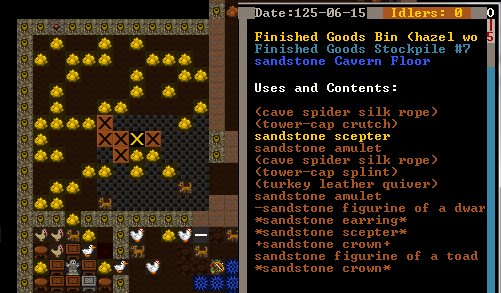 Date:125-06-15 Idlers: 0
Finished Goods Bin (hazel wo
Finished Goods Stockpile #7
sandstone Cavern Floor
Uses and Contents:
(cave spider silk rope)
(tower-cap crutch)
sandstone scepter
sandstone amulet
(cave spider silk rope)
(tower-cap splint)
(turkey leather quiver)
sandstone amulet
-sandstone figurine of a dwar
*sandstone earring*
*sandstone scepter*
+sandstone crown+
sandstone figurine of a toad
*sandstone crown*